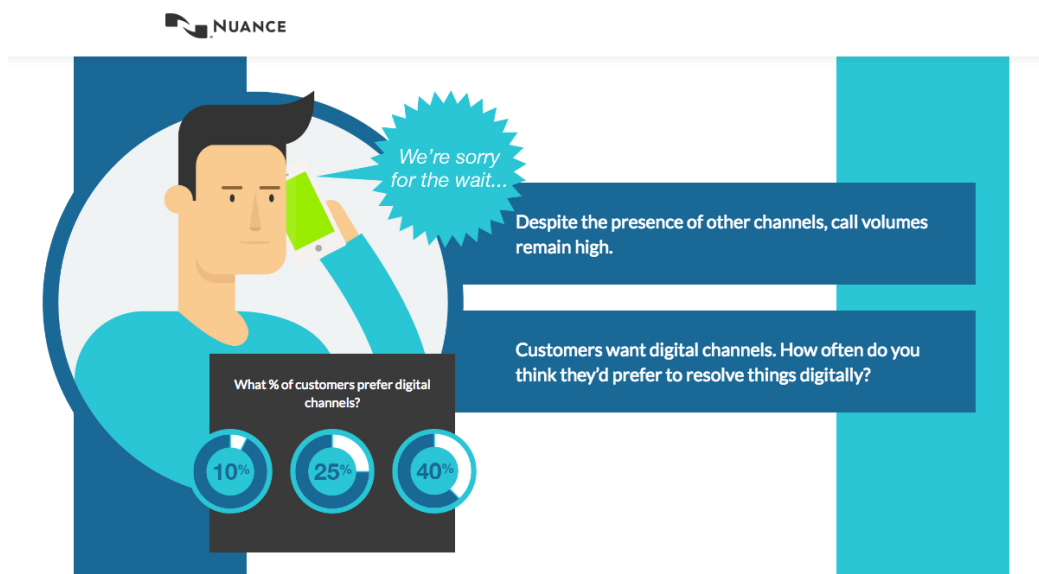 NUANCE
We're sorry
for the wait...
Despite the presence of other channels, call volumes
remain high.
Customers want digital channels. How often do you
think they'd prefer to resolve things digitally?
What % of customers prefer digital
channels?
10%
25%
40%